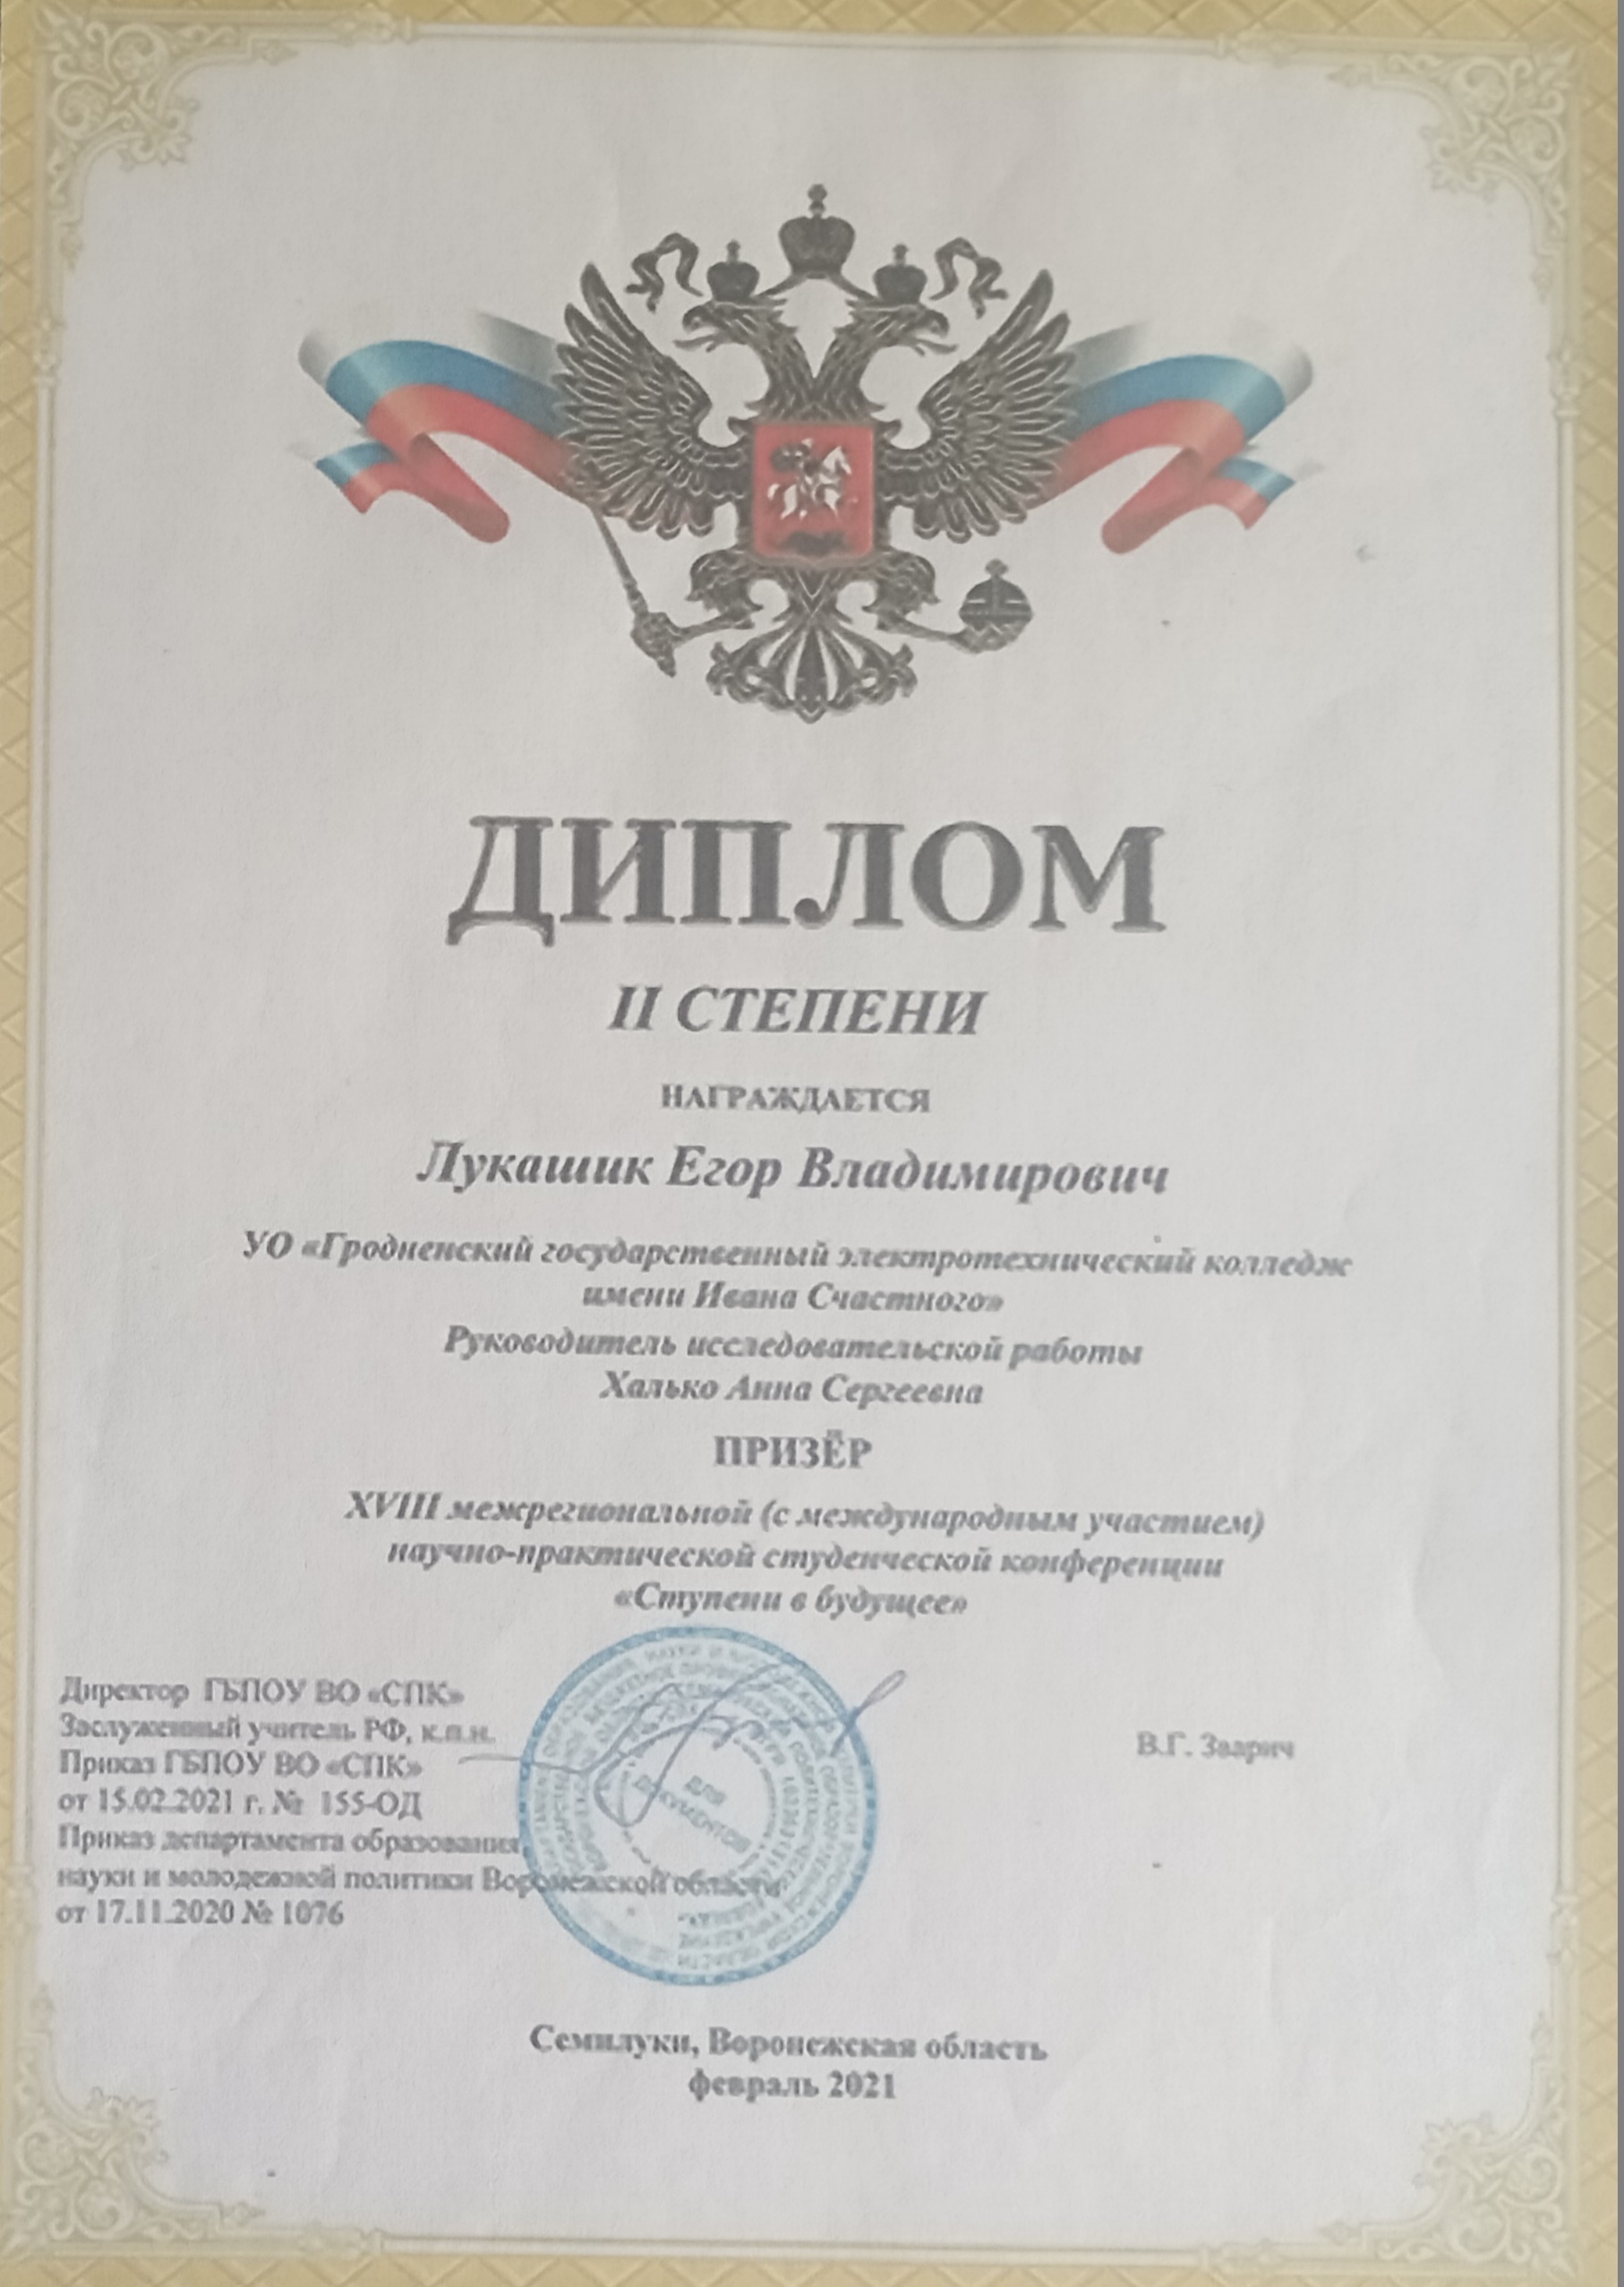 ДИПЛОМ
II СТЕПЕНИ
НАГРАЖДАЕТСЯ
Лукашик Егор Владимирович
УО «Гродненский государственный электротехнический колледж
имени Ивана Счастного»
Руководитель исследовательской работы
Халько Анна Сергеевна
ПРИЗЁР
XVIII межрегиональной (с международным участием)
научно-практической студенческой конференции
«Ступени в будущее»
Директор ГБПОУ ВО «СПК»
Заслуженный учитель РФ, к.п.н.
Приказ ГБПОУ ВО «СПК»
от 15.02.2021 г. № 155-ОД
Приказ департамента образования
науки и молодежной политики Воронежской области
от 17.11.2020 № 1076
В.Г. Зварич
ДЛЯ
ДОКУМЕНТОВ
Семилуки, Воронежская область
февраль 2021